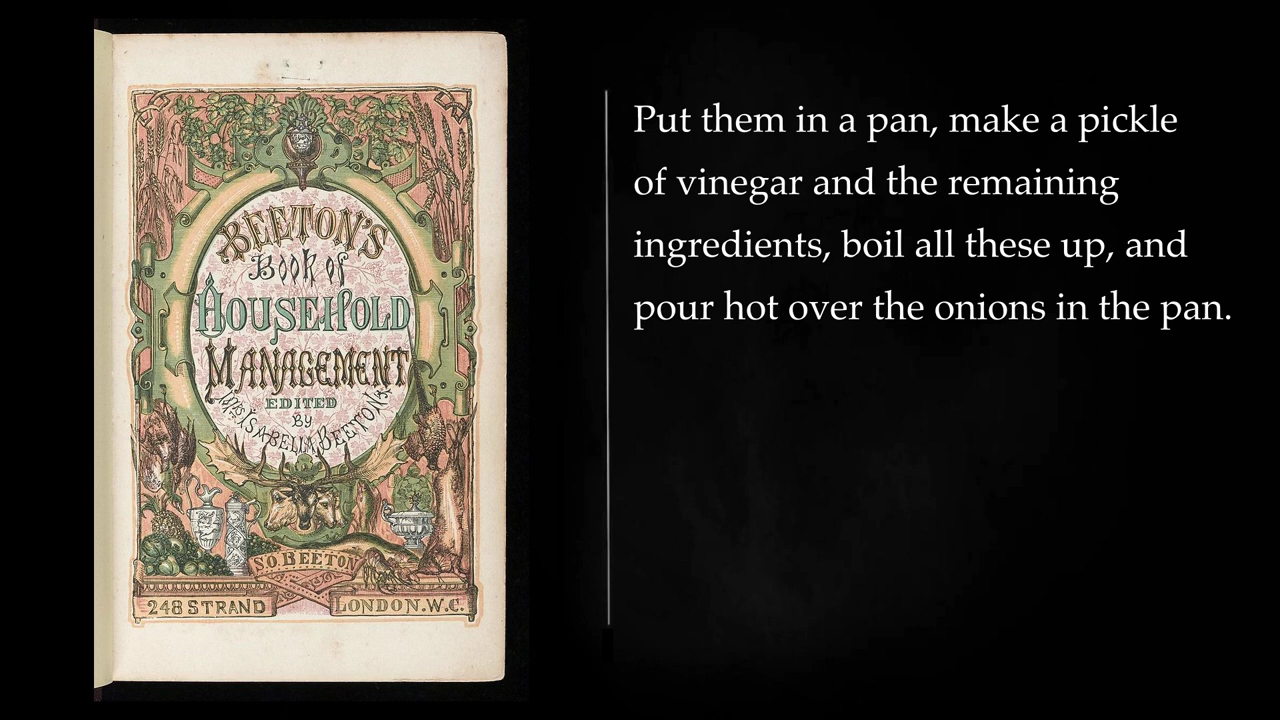 BEETON'S
Book of
HOUSEHOLD
MANAGEMENT
EDITED
BY
MRS ISABELLA BEETON
S.O. BEETON
248 STRAND
LONDON. W.C.
Put them in a pan, make a pickle
of vinegar and the remaining
ingredients, boil all these up, and
pour hot over the onions in the pan.